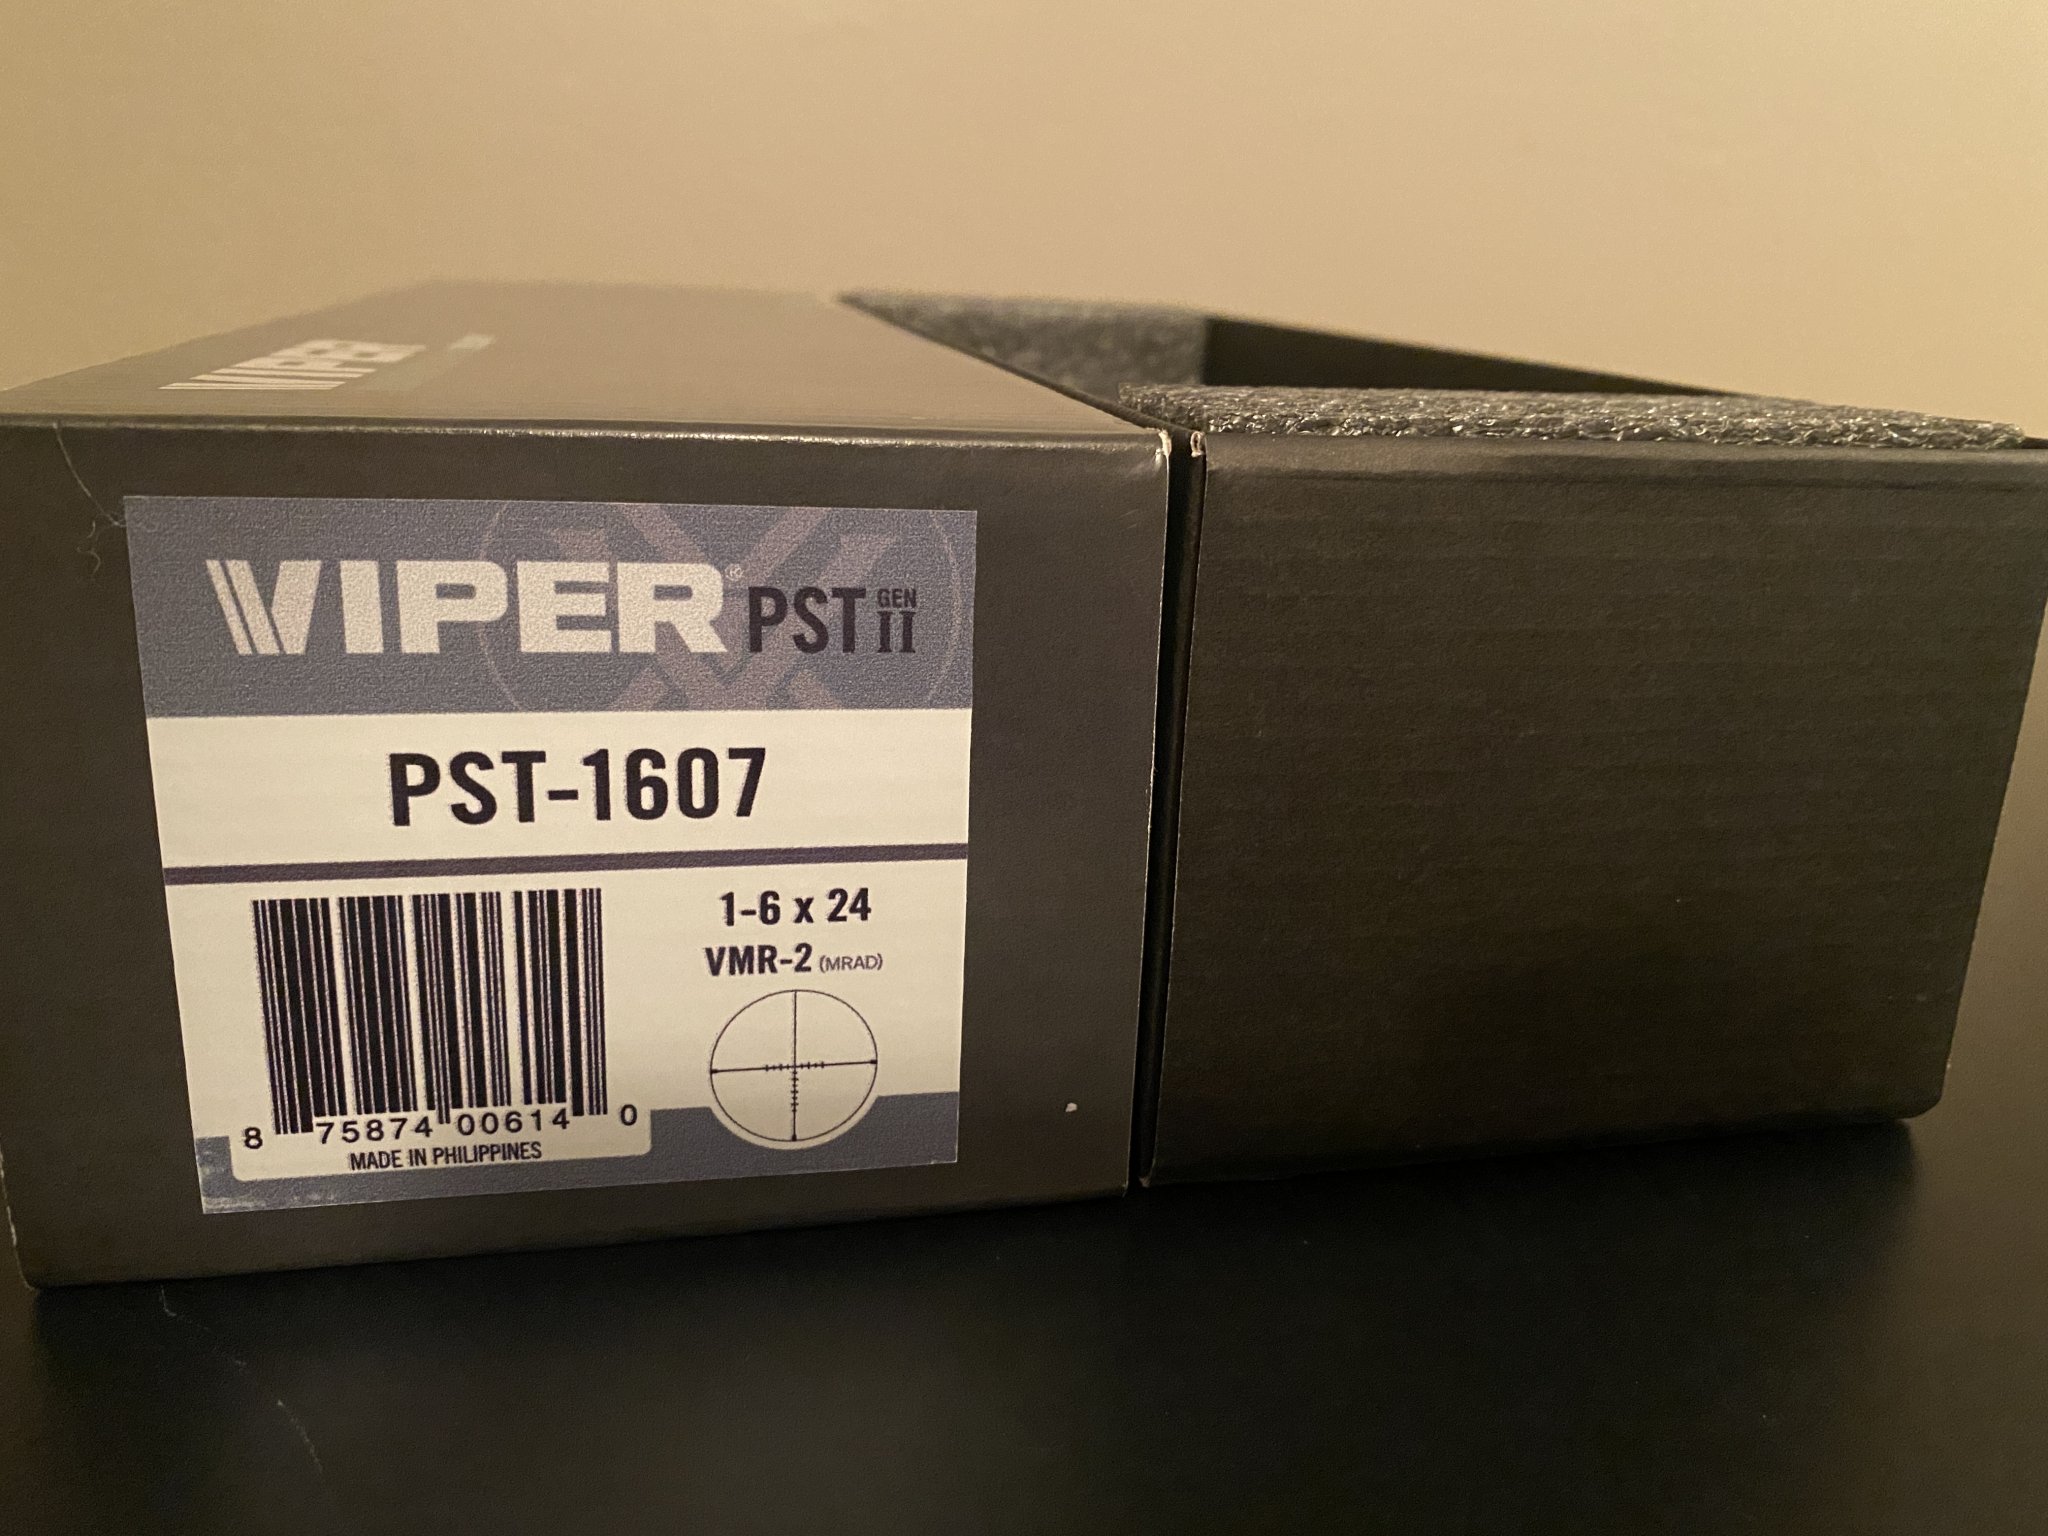 VIPER
VIPER® PST GEN II
PST-1607
1-6 x 24
VMR-2 (MRAD)
8 75874 00614 0
MADE IN PHILIPPINES